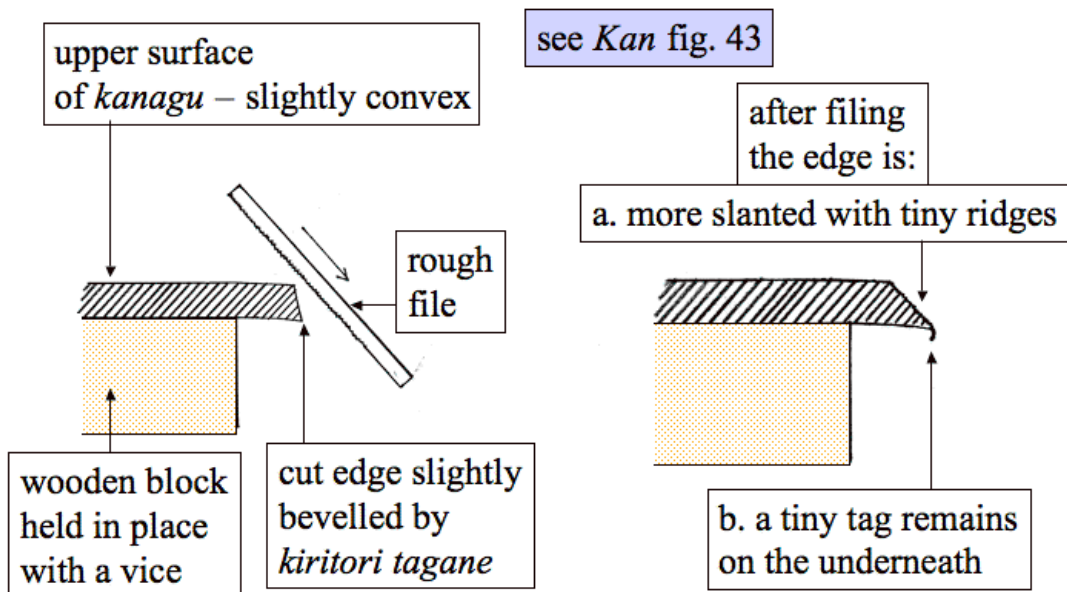 see Kan fig. 43
upper surface
of kanagu – slightly convex
rough
file
wooden block
held in place
with a vice
cut edge slightly
bevelled by
kiritori tagane
after filing
the edge is:
a. more slanted with tiny ridges
b. a tiny tag remains
on the underneath